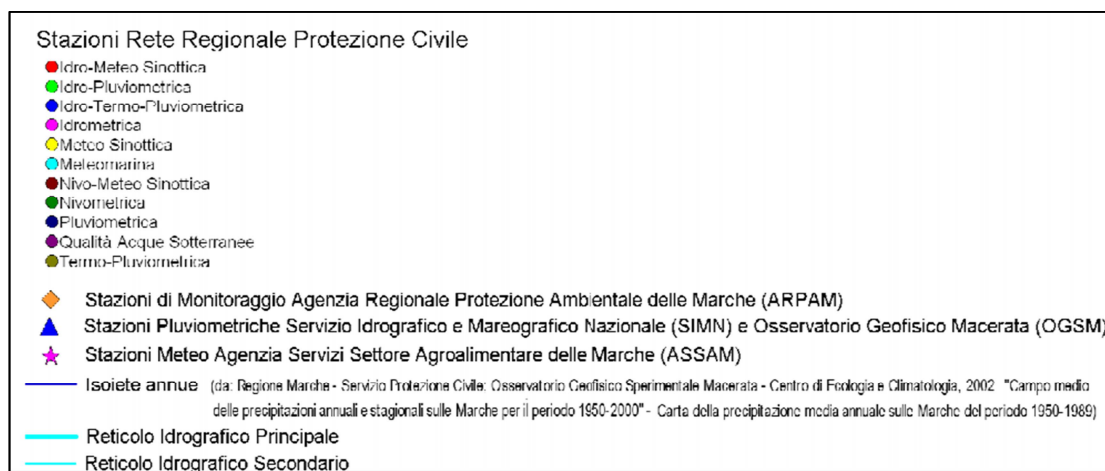 Stazioni Rete Regionale Protezione Civile
Idro-Meteo Sinottica
Idro-Pluviometrica
Idro-Termo-Pluviometrica
Idrometrica
Meteo Sinottica
Meteomarina
Nivo-Meteo Sinottica
Nivometrica
Pluviometrica
Qualità Acque Sotterranee
Termo-Pluviometrica
Stazioni di Monitoraggio Agenzia Regionale Protezione Ambientale delle Marche (ARPAM)
Stazioni Pluviometriche Servizio Idrografico e Mareografico Nazionale (SIMN) e Osservatorio Geofisico Macerata (OGSM)
Stazioni Meteo Agenzia Servizi Settore Agroalimentare delle Marche (ASSAM)
Isoiete annue (da: Regione Marche - Servizio Protezione Civile: Osservatorio Geofisico Sperimentale Macerata - Centro di Ecologia e Climatologia, 2002 "Campo medio
delle precipitazioni annuali e stagionali sulle Marche per il periodo 1950-2000" - Carta della precipitazione media annuale sulle Marche del periodo 1950-1989)
Reticolo Idrografico Principale
Reticolo Idrografico Secondario